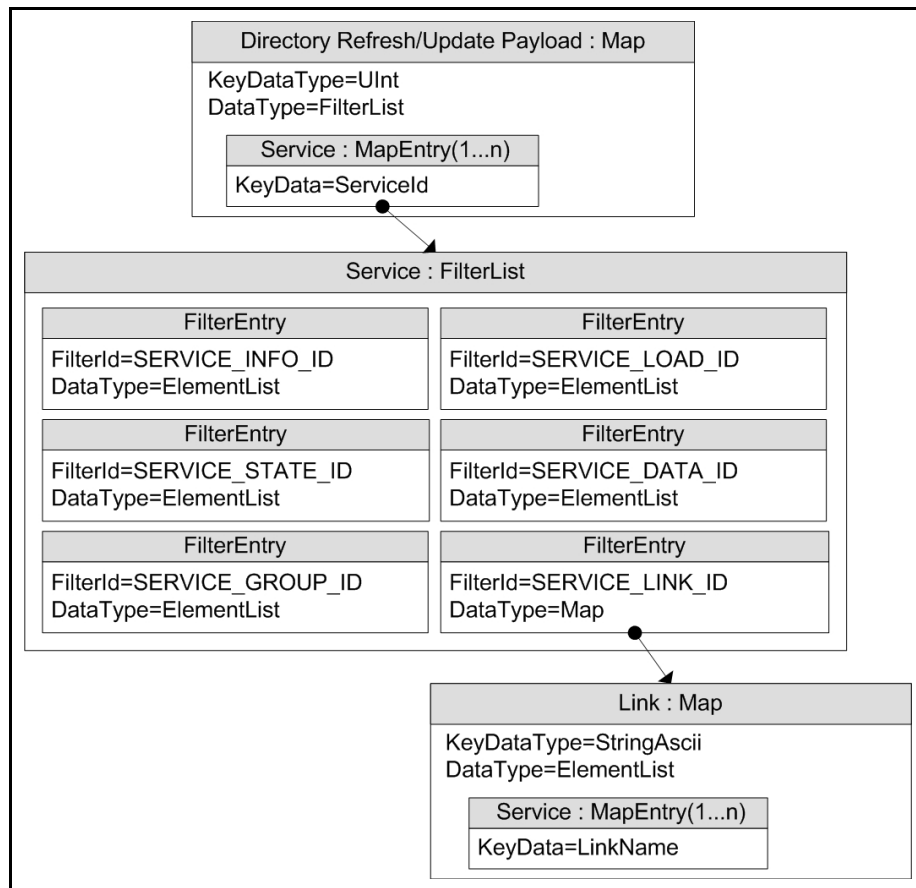 Directory Refresh/Update Payload : Map
KeyDataType=UInt
DataType=FilterList
Service : MapEntry(1...n)
KeyData=ServiceId
Service : FilterList
FilterEntry
FilterId=SERVICE_INFO_ID
DataType=ElementList
FilterEntry
FilterId=SERVICE_LOAD_ID
DataType=ElementList
FilterEntry
FilterId=SERVICE_STATE_ID
DataType=ElementList
FilterEntry
FilterId=SERVICE_DATA_ID
DataType=ElementList
FilterEntry
FilterId=SERVICE_GROUP_ID
DataType=ElementList
FilterEntry
FilterId=SERVICE_LINK_ID
DataType=Map
Link : Map
KeyDataType=StringAscii
DataType=ElementList
Service : MapEntry(1...n)
KeyData=LinkName